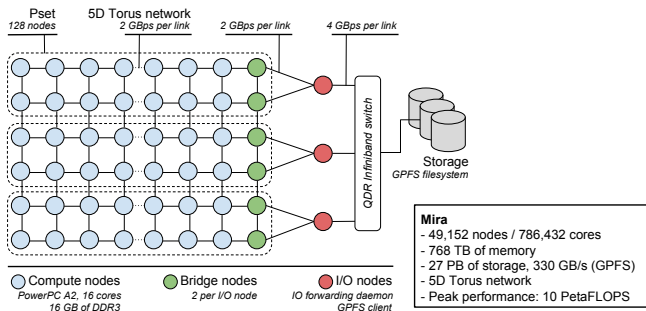 Pset
128 nodes
5D Torus network
2 GBps per link
2 GBps per link
4 GBps per link
QDR Infiniband switch
Storage
GPFS filesystem
Mira
- 49,152 nodes / 786,432 cores
- 768 TB of memory
- 27 PB of storage, 330 GB/s (GPFS)
- 5D Torus network
- Peak performance: 10 PetaFLOPS
Compute nodes
PowerPC A2, 16 cores
16 GB of DDR3
Bridge nodes
2 per I/O node
I/O nodes
IO forwarding daemon
GPFS client